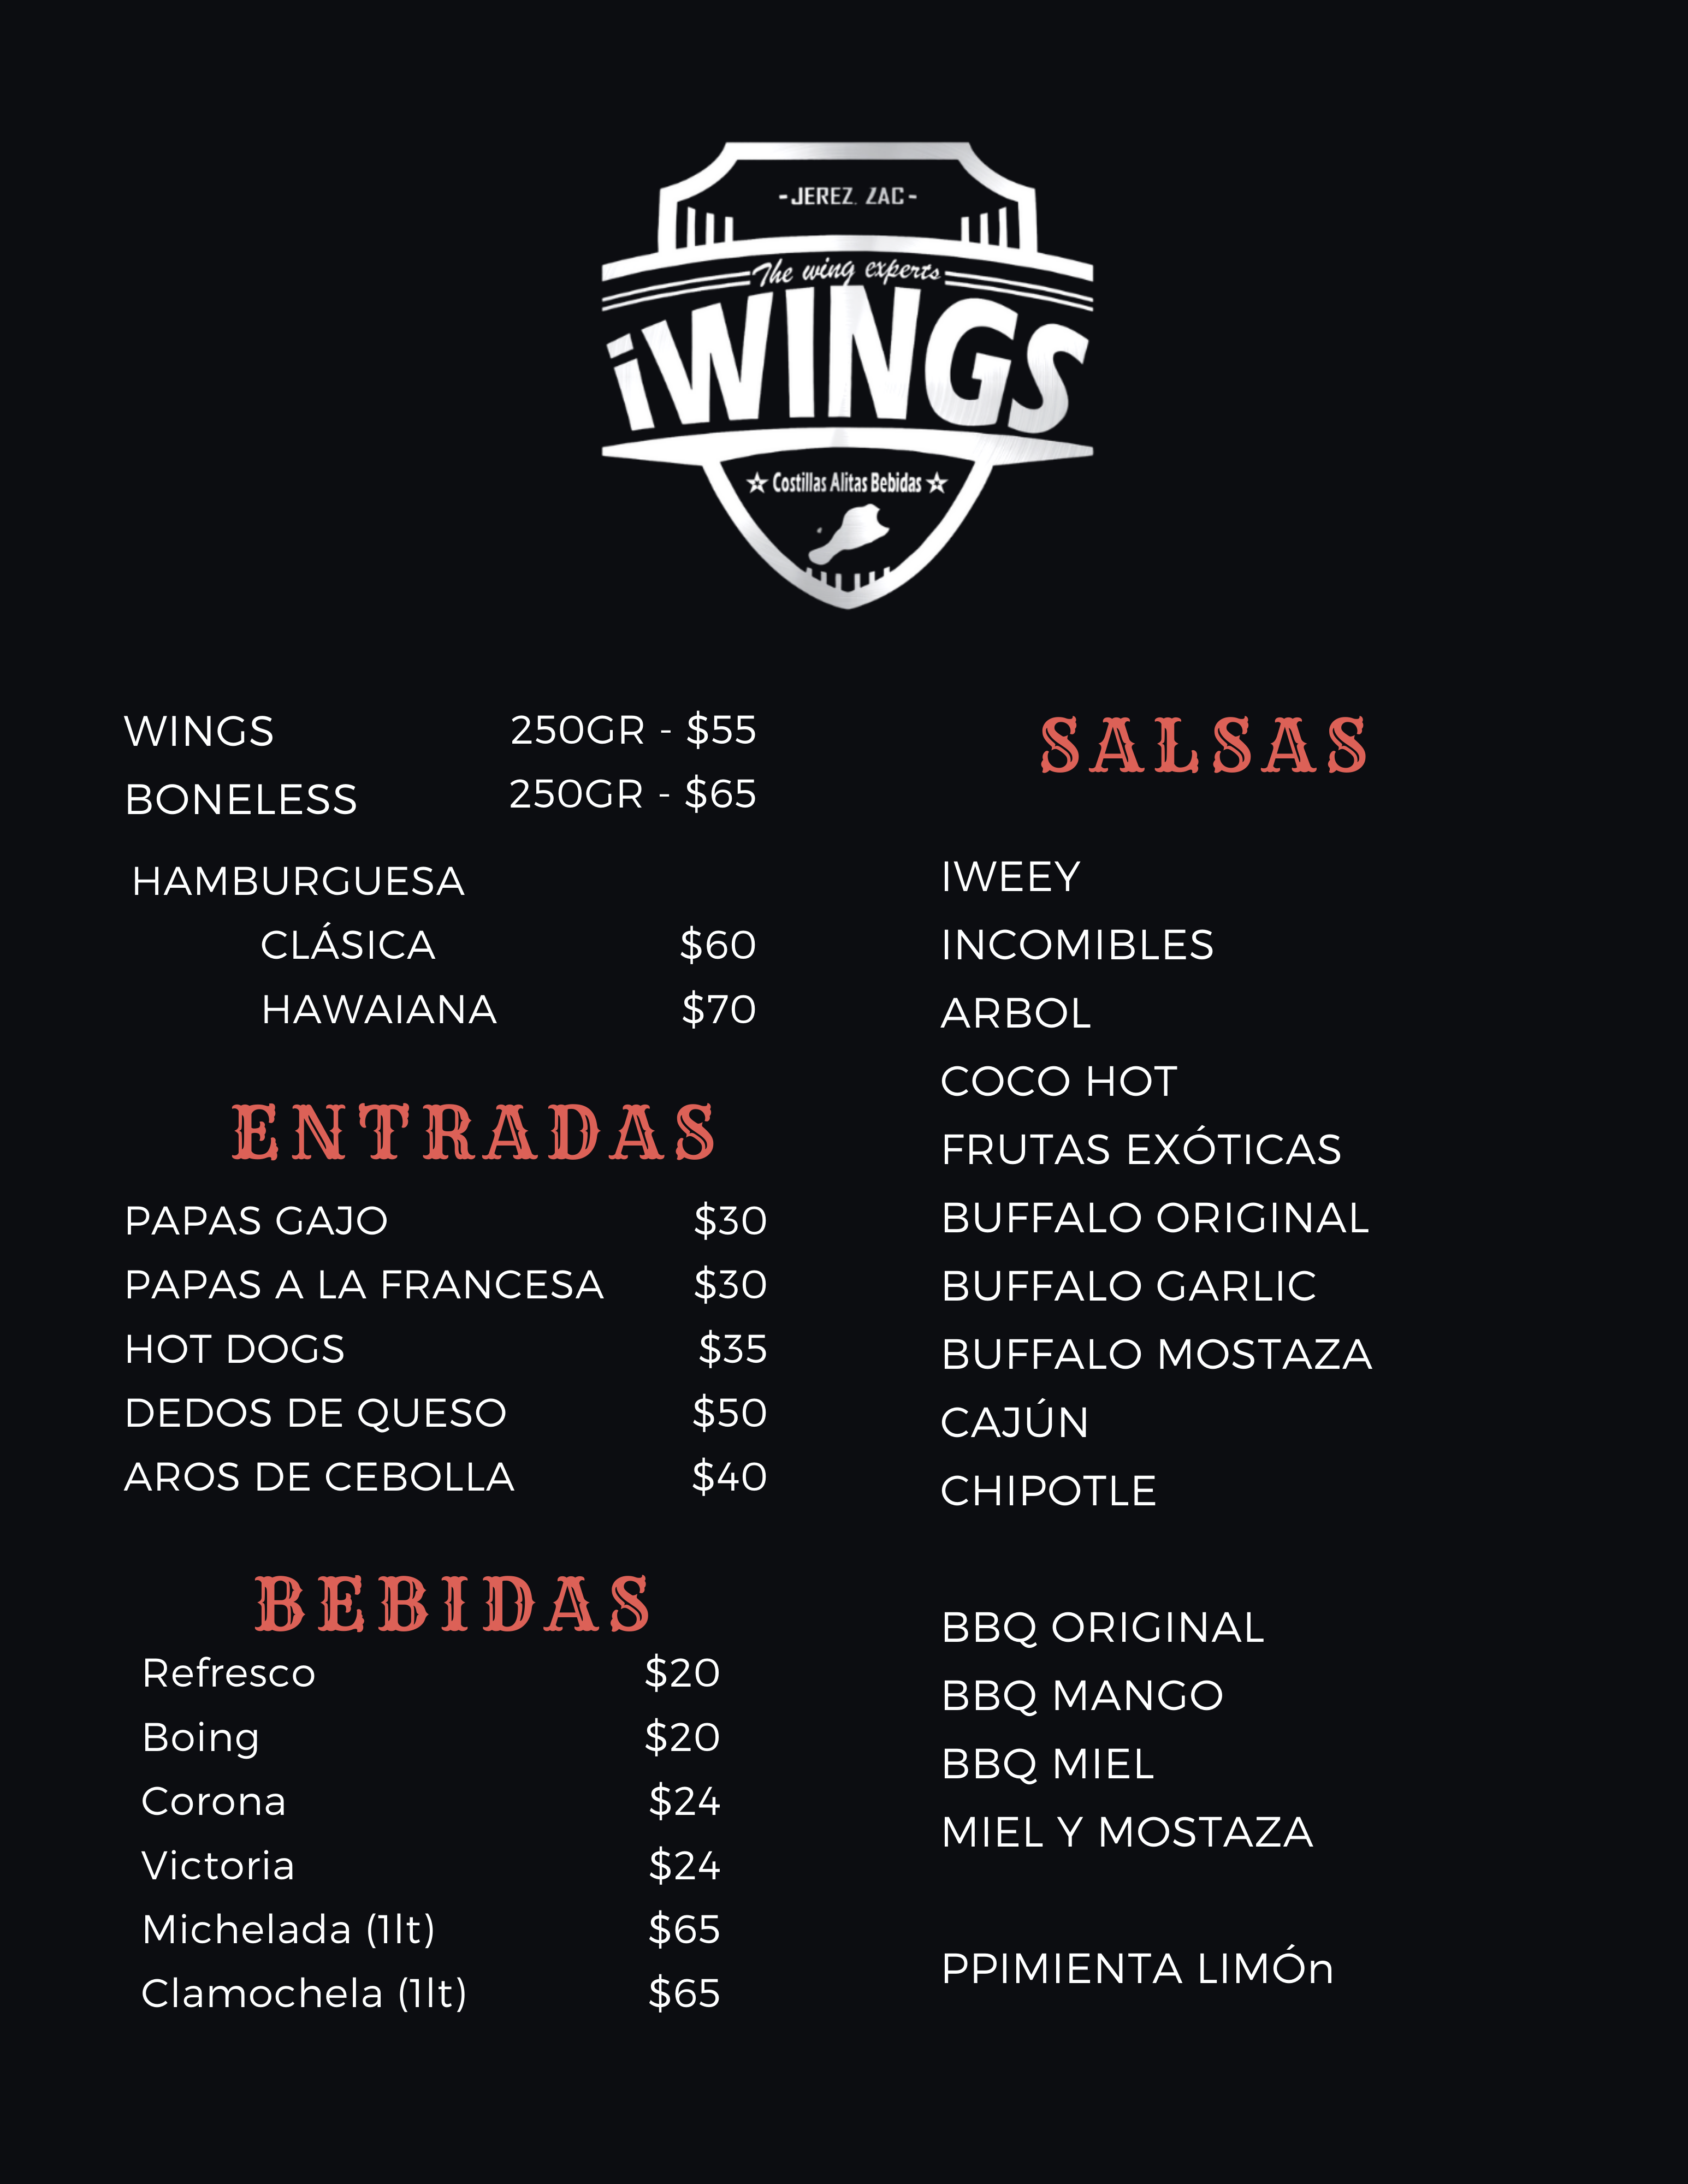 -JEREZ. ZAC-
The wing experts
iWINGS
☆ Costillas Alitas Bebidas ☆
WINGS 250GR - $55
BONELESS 250GR - $65
HAMBURGUESA
CLÁSICA $60
HAWAIANA $70
ENTRADAS
PAPAS GAJO $30
PAPAS A LA FRANCESA $30
HOT DOGS $35
DEDOS DE QUESO $50
AROS DE CEBOLLA $40
BEBIDAS
Refresco $20
Boing $20
Corona $24
Victoria $24
Michelada (1lt) $65
Clamochela (1lt) $65
SALSAS
IWEEY
INCOMIBLES
ARBOL
COCO HOT
FRUTAS EXÓTICAS
BUFFALO ORIGINAL
BUFFALO GARLIC
BUFFALO MOSTAZA
CAJÚN
CHIPOTLE
BBQ ORIGINAL
BBQ MANGO
BBQ MIEL
MIEL Y MOSTAZA
PPIMIENTA LIMÓn